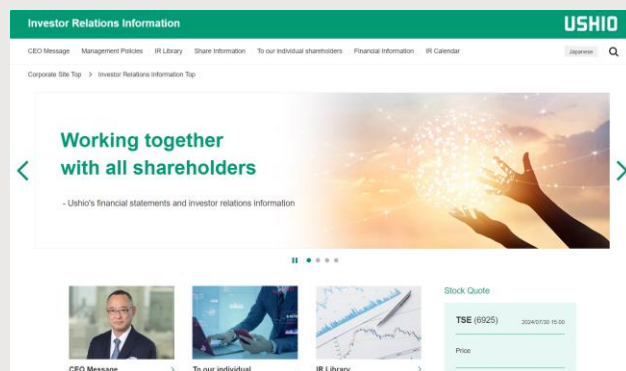 Investor Relations Information
USHIO
CEO Message Management Policies IR Library Share Information To our individual shareholders Financial Information IR Calendar
Japanese
Corporate Site Top > Investor Relations Information Top
Working together
with all shareholders
- Ushio's financial statements and investor relations information
Stock Quote
TSE (6925) 2024/07/30 15:00
Price
CEO Message
To our individual
IR Library